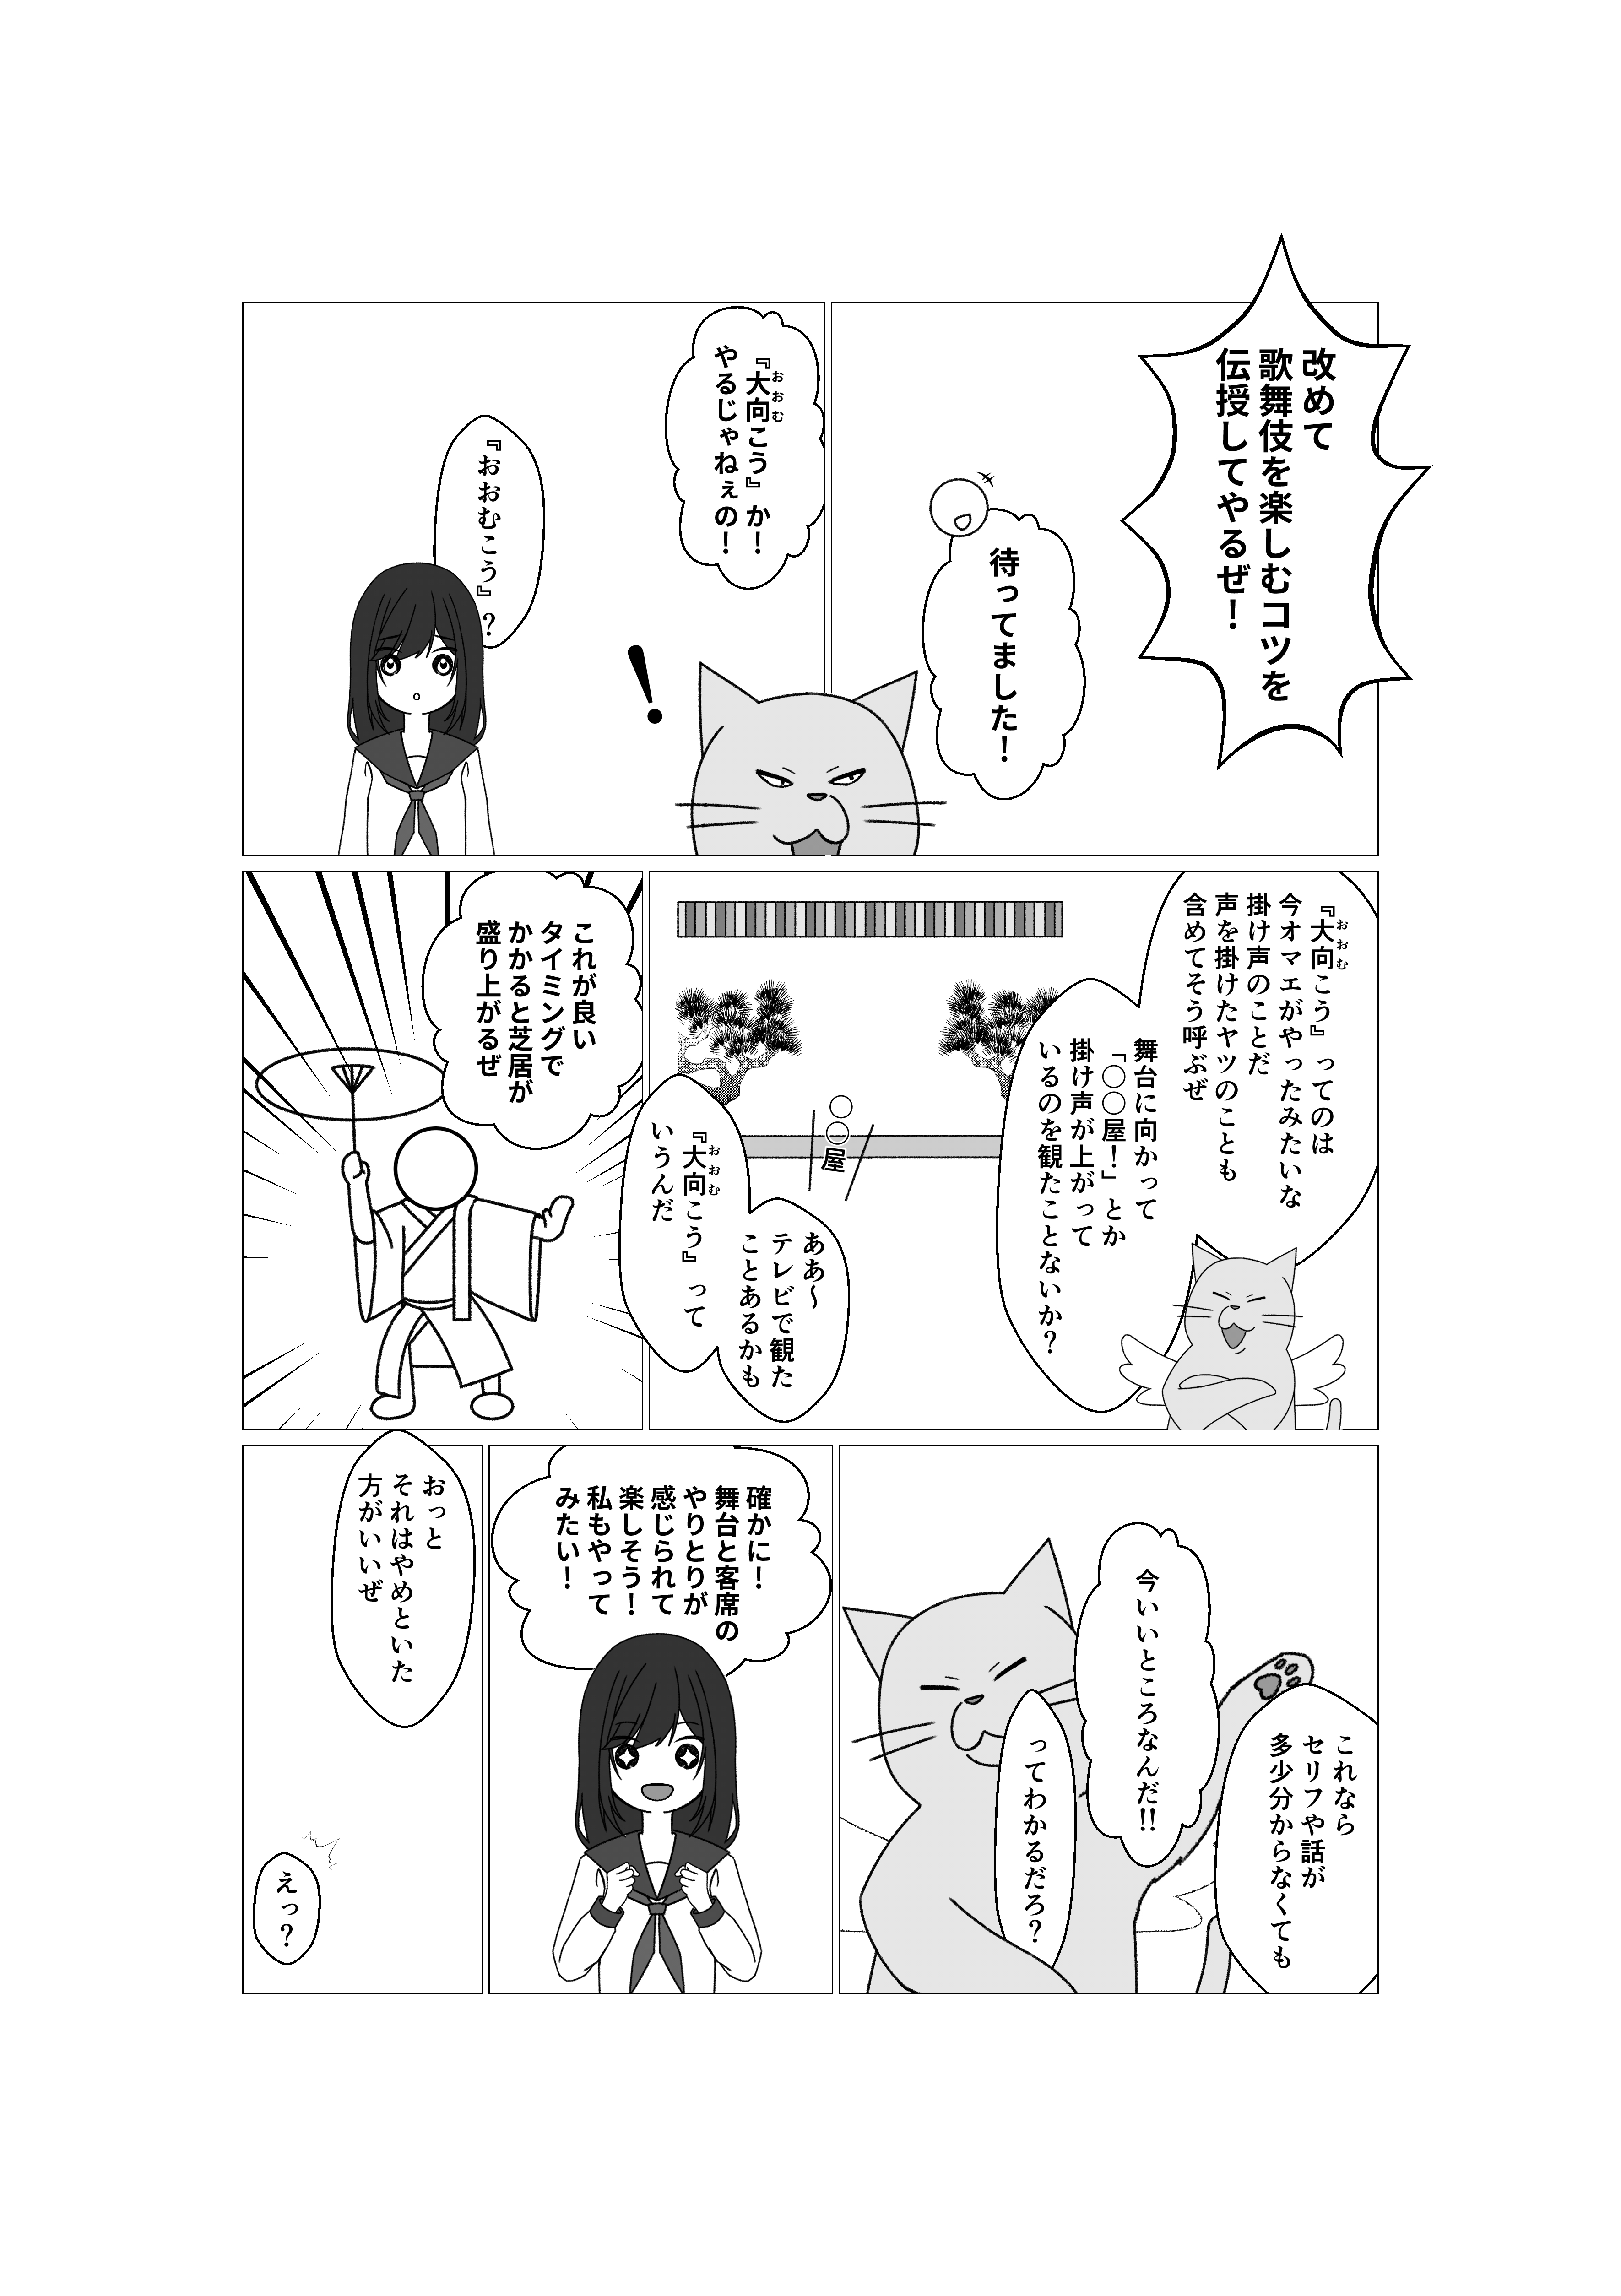 改めて
歌舞伎を楽しむコツを
伝授してやるぜ！
待ってました！
『大向こう』か！
おおむ
やるじゃねぇの！
『おおむこう』？
『大向こう』ってのは
おおむ
今オマエがやったみたいな
掛け声のことだ
声を掛けたヤツのことも
含めてそう呼ぶぜ
舞台に向かって
「〇〇屋！」とか
掛け声が上がって
いるのを観たことないか？
〇〇屋
ああ～
テレビで観た
ことあるかも
『大向こう』って
おおむ
いうんだ
これが良い
タイミングで
かかると芝居が
盛り上がるぜ
これなら
セリフや話が
多少分からなくても
今いいところなんだ!!
ってわかるだろ？
確かに！
舞台と客席の
やりとりが
感じられて
楽しそう！
私もやって
みたい！
おっと
それはやめといた
方がいいぜ
えっ？